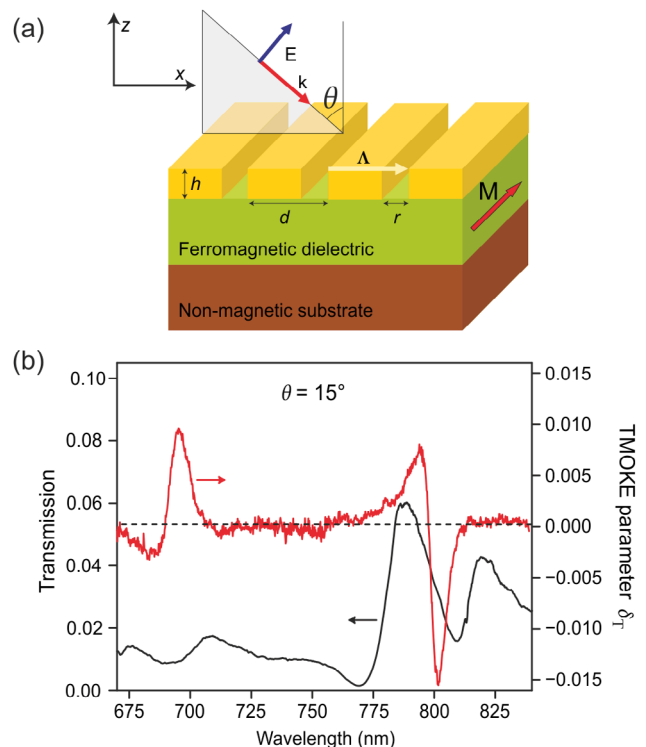 (a)
z
x
E
k
θ
Λ
h
d
r
M
Ferromagnetic dielectric
Non-magnetic substrate
(b)
θ = 15°
0.10
0.08
0.06
0.04
0.02
0.00
Transmission
0.015
0.010
0.005
0.000
−0.005
−0.010
−0.015
TMOKE parameter δT
675 700 725 750 775 800 825
Wavelength (nm)